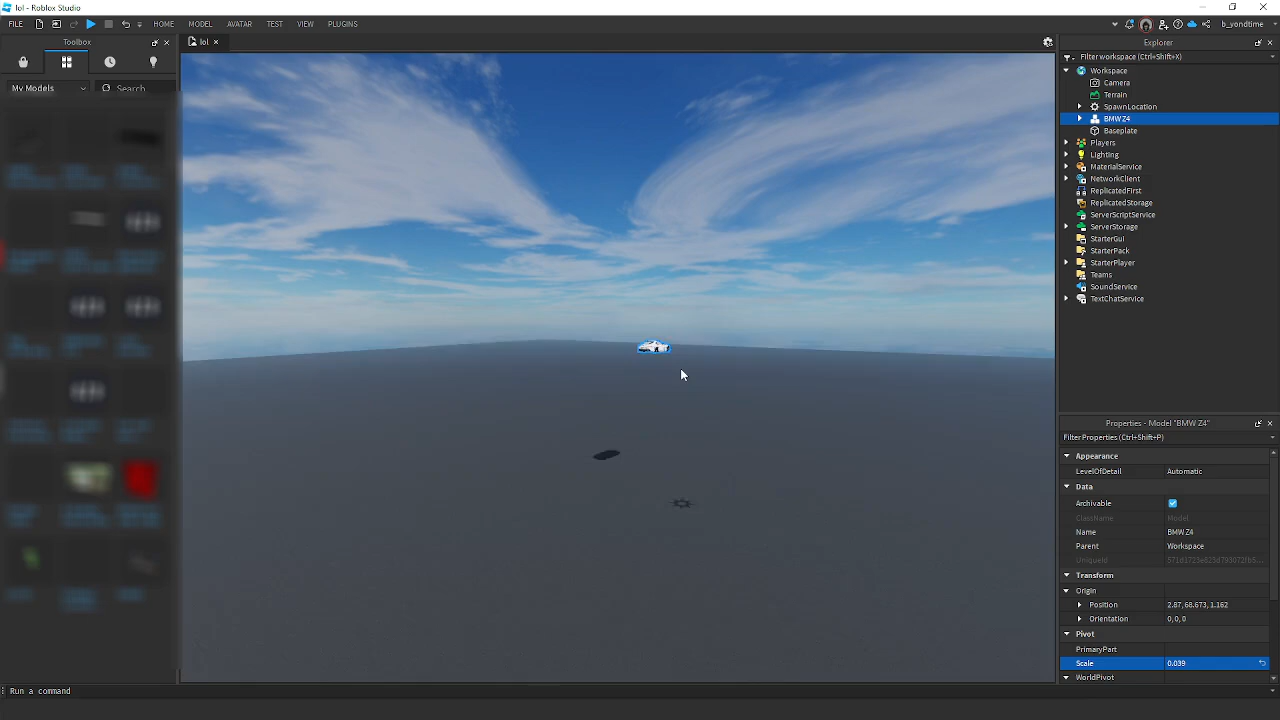 lol - Roblox Studio
FILE HOME MODEL AVATAR TEST VIEW PLUGINS b_yondtime
Toolbox
lol
My Models Search
Explorer
Filter workspace (Ctrl+Shift+X)
Workspace
Camera
Terrain
SpawnLocation
BMW Z4
Baseplate
Players
Lighting
MaterialService
NetworkClient
ReplicatedFirst
ReplicatedStorage
ServerScriptService
ServerStorage
StarterGui
StarterPack
StarterPlayer
Teams
SoundService
TextChatService
Properties - Model "BMW Z4"
Filter Properties (Ctrl+Shift+P)
Appearance
LevelOfDetail Automatic
Data
Archivable
ClassName Model
Name BMW Z4
Parent Workspace
UniqueId
Transform
Origin
Position 2.87, 68.673, 1.162
Orientation 0, 0, 0
Pivot
PrimaryPart
Scale 0.039
WorldPivot
Run a command